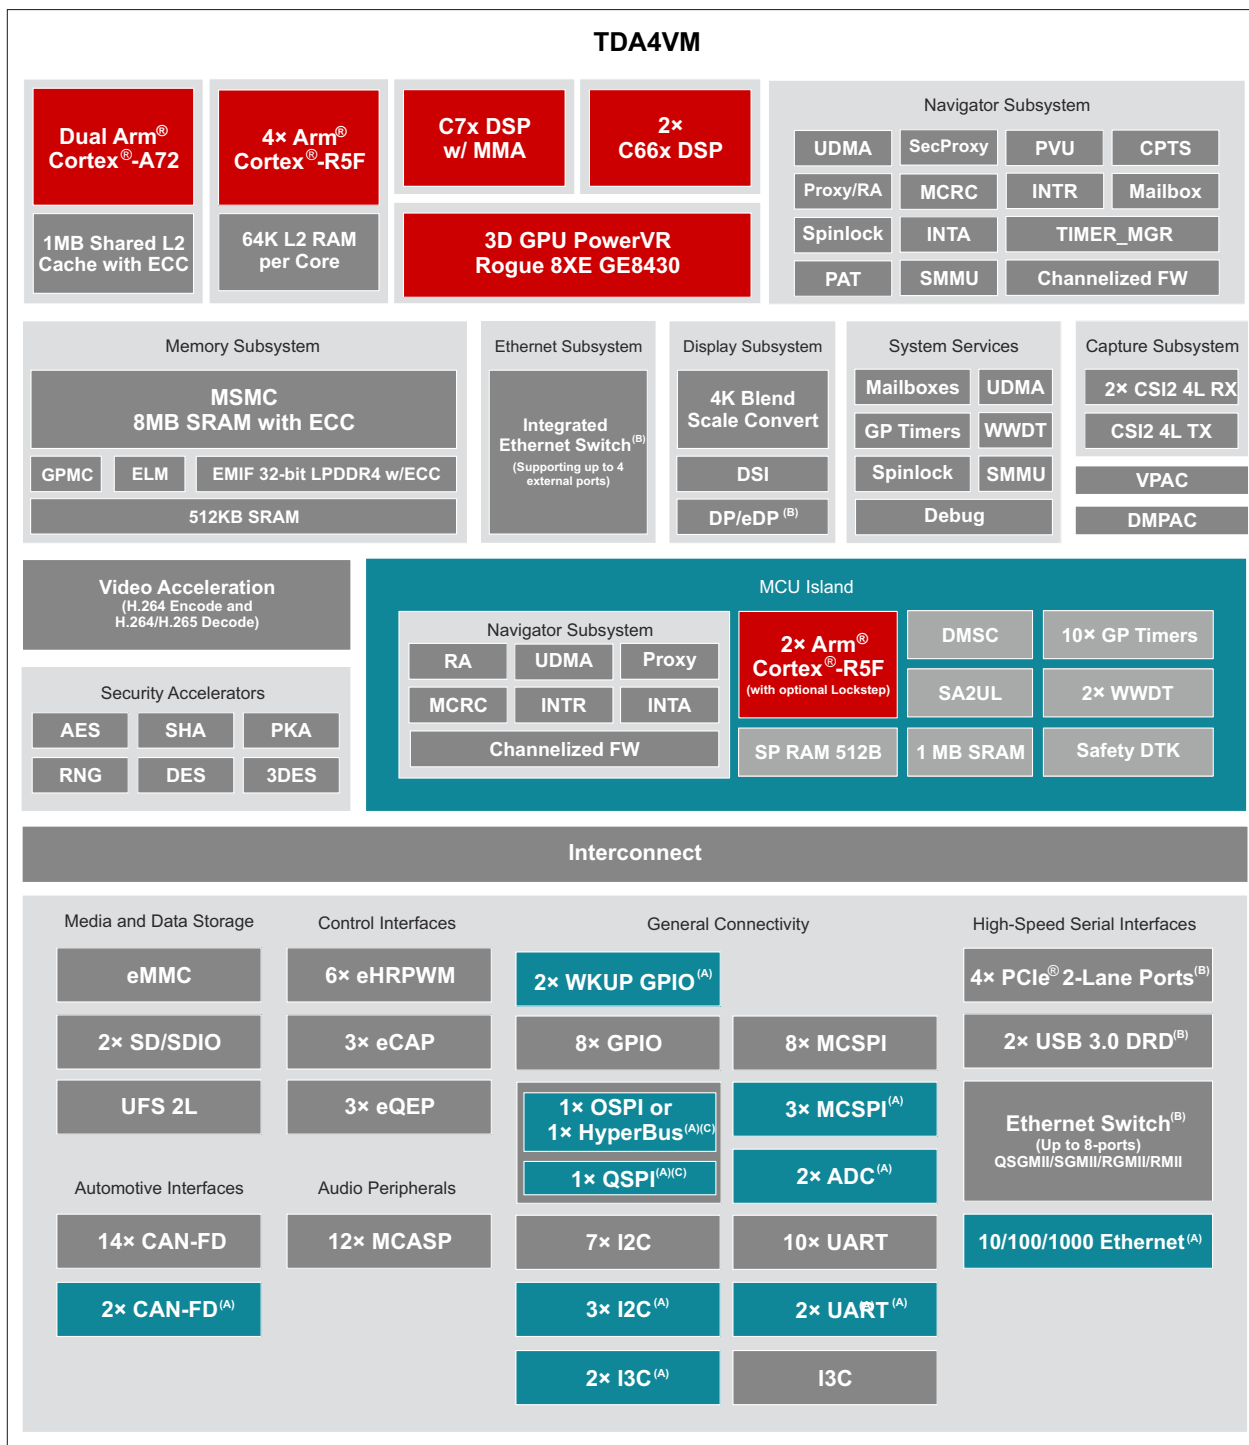 TDA4VM
Dual Arm®
Cortex®-A72
1MB Shared L2
Cache with ECC
4× Arm®
Cortex®-R5F
64K L2 RAM
per Core
C7x DSP
w/ MMA
2×
C66x DSP
3D GPU PowerVR
Rogue 8XE GE8430
Navigator Subsystem
UDMA
SecProxy
PVU
CPTS
Proxy/RA
MCRC
INTR
Mailbox
Spinlock
INTA
TIMER_MGR
PAT
SMMU
Channelized FW
Memory Subsystem
MSMC
8MB SRAM with ECC
GPMC
ELM
EMIF 32-bit LPDDR4 w/ECC
512KB SRAM
Ethernet Subsystem
Integrated
Ethernet Switch(B)
(Supporting up to 4
external ports)
Display Subsystem
4K Blend
Scale Convert
DSI
DP/eDP (B)
System Services
Mailboxes
UDMA
GP Timers
WWDT
Spinlock
SMMU
Debug
Capture Subsystem
2× CSI2 4L RX
CSI2 4L TX
VPAC
DMPAC
Video Acceleration
(H.264 Encode and
H.264/H.265 Decode)
Security Accelerators
AES
SHA
PKA
RNG
DES
3DES
MCU Island
Navigator Subsystem
RA
UDMA
Proxy
MCRC
INTR
INTA
Channelized FW
2× Arm®
Cortex®-R5F
(with optional Lockstep)
DMSC
10× GP Timers
SA2UL
2× WWDT
SP RAM 512B
1 MB SRAM
Safety DTK
Interconnect
Media and Data Storage
eMMC
2× SD/SDIO
UFS 2L
Automotive Interfaces
14× CAN-FD
2× CAN-FD(A)
Control Interfaces
6× eHRPWM
3× eCAP
3× eQEP
Audio Peripherals
12× MCASP
General Connectivity
2× WKUP GPIO(A)
8× GPIO
8× MCSPI
1× OSPI or
1× HyperBus(A)(C)
1× QSPI(A)(C)
3× MCSPI(A)
2× ADC(A)
7× I2C
10× UART
3× I2C(A)
2× UART(A)
2× I3C(A)
I3C
High-Speed Serial Interfaces
4× PCIe® 2-Lane Ports(B)
2× USB 3.0 DRD(B)
Ethernet Switch(B)
(Up to 8-ports)
QSGMII/SGMII/RGMII/RMII
10/100/1000 Ethernet(A)